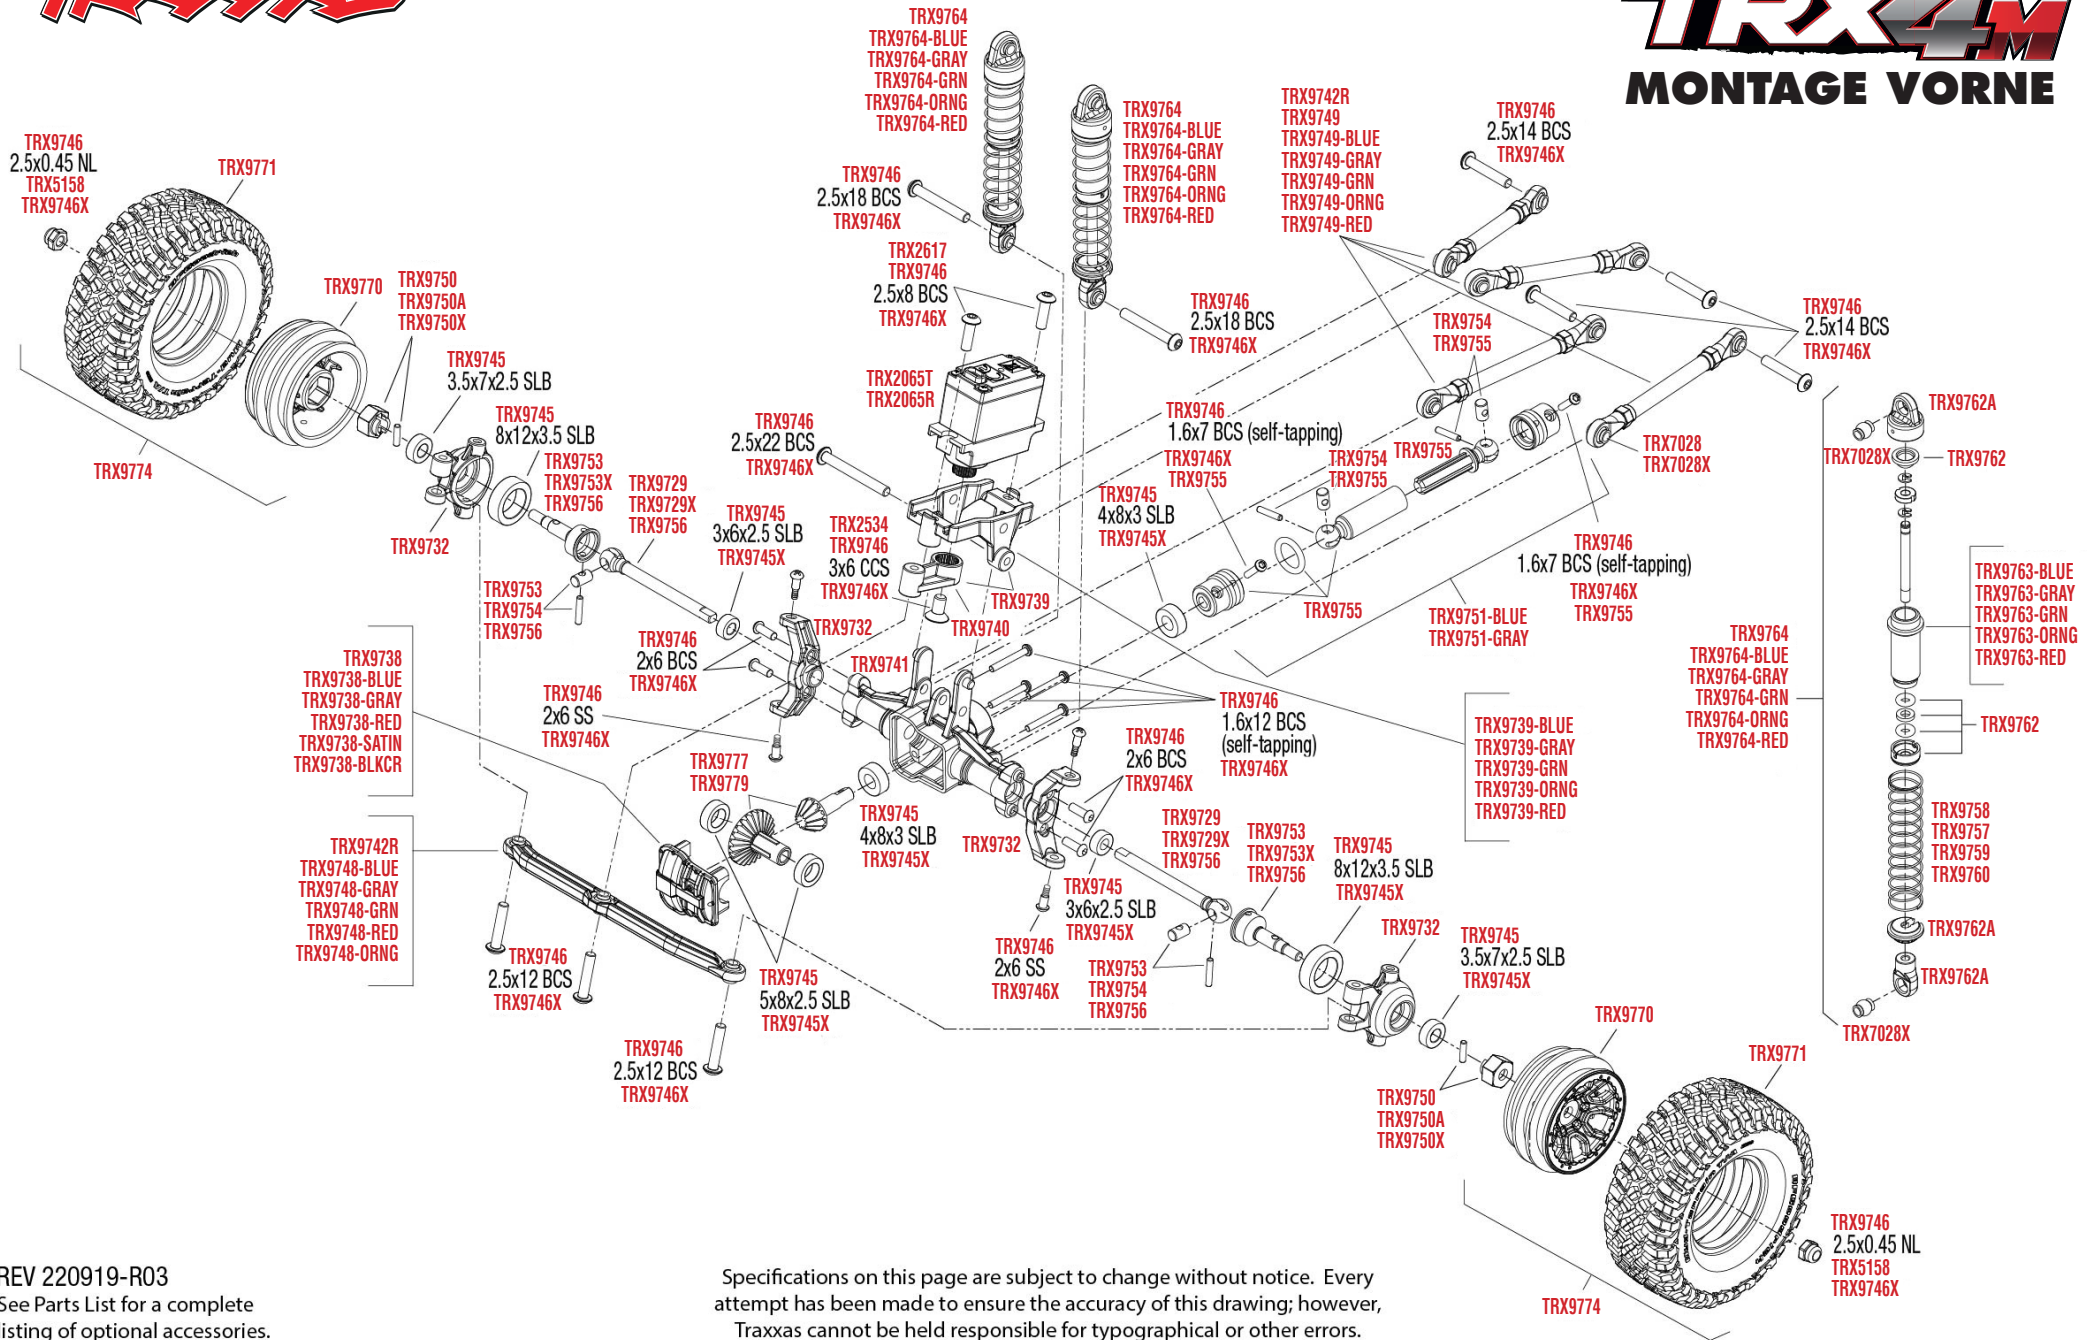 TRAXXAS
TRX4M
MONTAGE VORNE
TRX9746
2.5x0.45 NL
TRX5158
TRX9746X
TRX9771
TRX9770
TRX9750
TRX9750A
TRX9750X
TRX9745
3.5x7x2.5 SLB
TRX9745
8x12x3.5 SLB
TRX9753
TRX9753X
TRX9756
TRX9729
TRX9729X
TRX9756
TRX9774
TRX9732
TRX9753
TRX9754
TRX9756
TRX9745
3x6x2.5 SLB
TRX9745X
TRX9764
TRX9764-BLUE
TRX9764-GRAY
TRX9764-GRN
TRX9764-ORNG
TRX9764-RED
TRX9746
2.5x18 BCS
TRX9746X
TRX2617
TRX9746
2.5x8 BCS
TRX9746X
TRX2065T
TRX2065R
TRX9746
2.5x22 BCS
TRX9746X
TRX2534
TRX9746
3x6 CCS
TRX9746X
TRX9764
TRX9764-BLUE
TRX9764-GRAY
TRX9764-GRN
TRX9764-ORNG
TRX9764-RED
TRX9746
2.5x18 BCS
TRX9746X
TRX9742R
TRX9749
TRX9749-BLUE
TRX9749-GRAY
TRX9749-GRN
TRX9749-ORNG
TRX9749-RED
TRX9746
2.5x14 BCS
TRX9746X
TRX9746
2.5x14 BCS
TRX9746X
TRX9754
TRX9755
TRX9746
1.6x7 BCS (self-tapping)
TRX9746X
TRX9755
TRX9754
TRX9755
TRX9755
TRX7028
TRX7028X
TRX9745
4x8x3 SLB
TRX9745X
TRX9755
TRX9746
1.6x7 BCS (self-tapping)
TRX9746X
TRX9755
TRX9751-BLUE
TRX9751-GRAY
TRX9739
TRX9740
TRX9732
TRX9741
TRX9746
2x6 BCS
TRX9746X
TRX9746
2x6 SS
TRX9746X
TRX9738
TRX9738-BLUE
TRX9738-GRAY
TRX9738-RED
TRX9738-SATIN
TRX9738-BLKCR
TRX9742R
TRX9748-BLUE
TRX9748-GRAY
TRX9748-GRN
TRX9748-RED
TRX9748-ORNG
TRX9777
TRX9779
TRX9745
4x8x3 SLB
TRX9745X
TRX9746
1.6x12 BCS
(self-tapping)
TRX9746X
TRX9746
2x6 BCS
TRX9746X
TRX9739-BLUE
TRX9739-GRAY
TRX9739-GRN
TRX9739-ORNG
TRX9739-RED
TRX9732
TRX9729
TRX9729X
TRX9756
TRX9753
TRX9753X
TRX9756
TRX9745
8x12x3.5 SLB
TRX9745X
TRX9745
3x6x2.5 SLB
TRX9745X
TRX9746
2x6 SS
TRX9746X
TRX9753
TRX9754
TRX9756
TRX9732
TRX9745
3.5x7x2.5 SLB
TRX9745X
TRX9746
2.5x12 BCS
TRX9746X
TRX9745
5x8x2.5 SLB
TRX9745X
TRX9746
2.5x12 BCS
TRX9746X
TRX9750
TRX9750A
TRX9750X
TRX9770
TRX9771
TRX9746
2.5x0.45 NL
TRX5158
TRX9746X
TRX9774
TRX9762A
TRX7028X
TRX9762
TRX9763-BLUE
TRX9763-GRAY
TRX9763-GRN
TRX9763-ORNG
TRX9763-RED
TRX9764
TRX9764-BLUE
TRX9764-GRAY
TRX9764-GRN
TRX9764-ORNG
TRX9764-RED
TRX9762
TRX9758
TRX9757
TRX9759
TRX9760
TRX9762A
TRX9762A
TRX7028X
REV 220919-R03
See Parts List for a complete
listing of optional accessories.
Specifications on this page are subject to change without notice. Every
attempt has been made to ensure the accuracy of this drawing; however,
Traxxas cannot be held responsible for typographical or other errors.